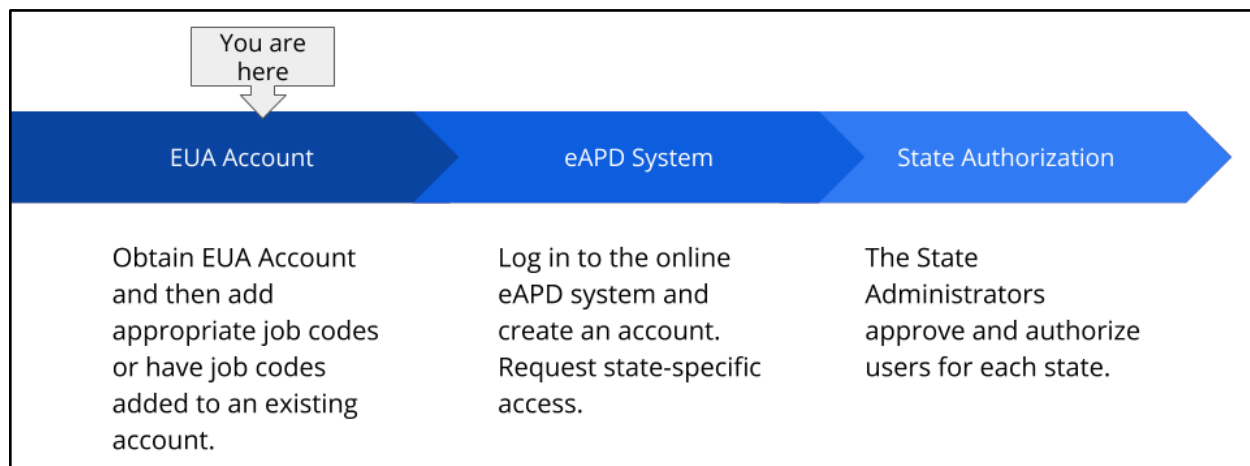 You are
here
EUA Account
eAPD System
State Authorization
Obtain EUA Account
and then add
appropriate job codes
or have job codes
added to an existing
account.
Log in to the online
eAPD system and
create an account.
Request state-specific
access.
The State
Administrators
approve and authorize
users for each state.